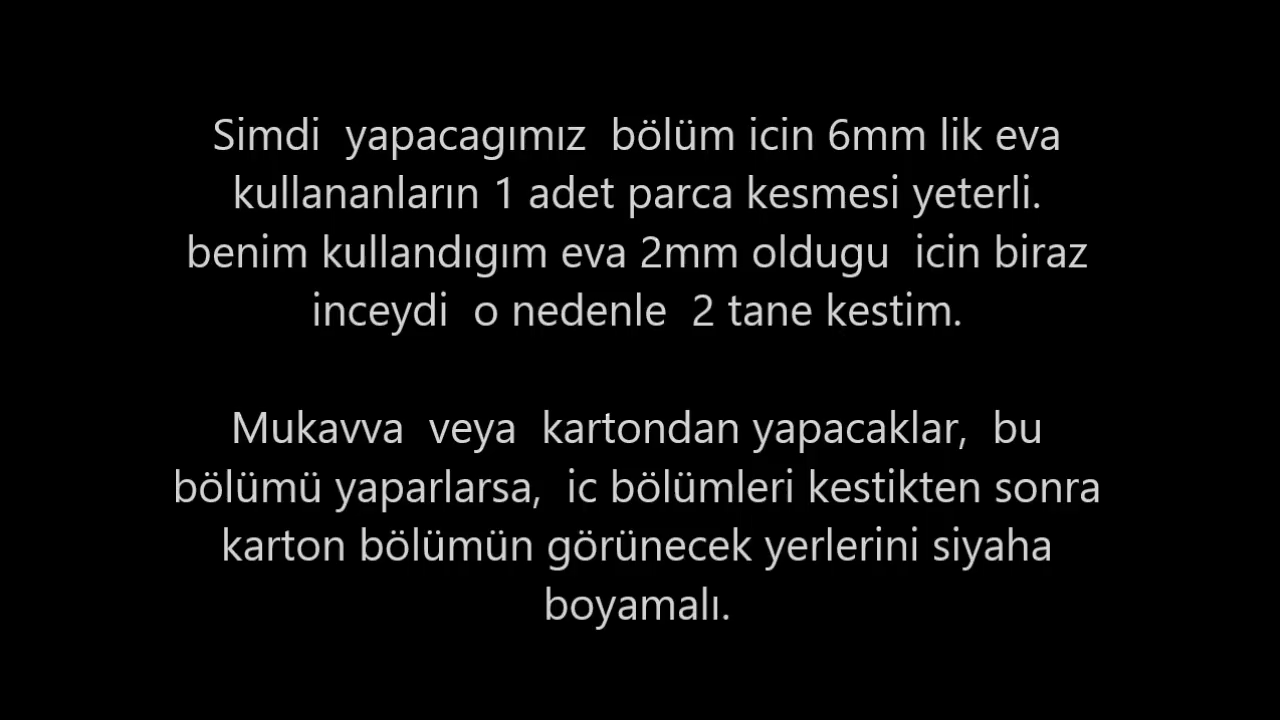 Simdi yapacagımız bölüm icin 6mm lik eva
kullananların 1 adet parca kesmesi yeterli.
benim kullandıgım eva 2mm oldugu icin biraz
inceydi o nedenle 2 tane kestim.
Mukavva veya kartondan yapacaklar, bu
bölümü yaparlarsa, ic bölümleri kestikten sonra
karton bölümün görünecek yerlerini siyaha
boyamalı.